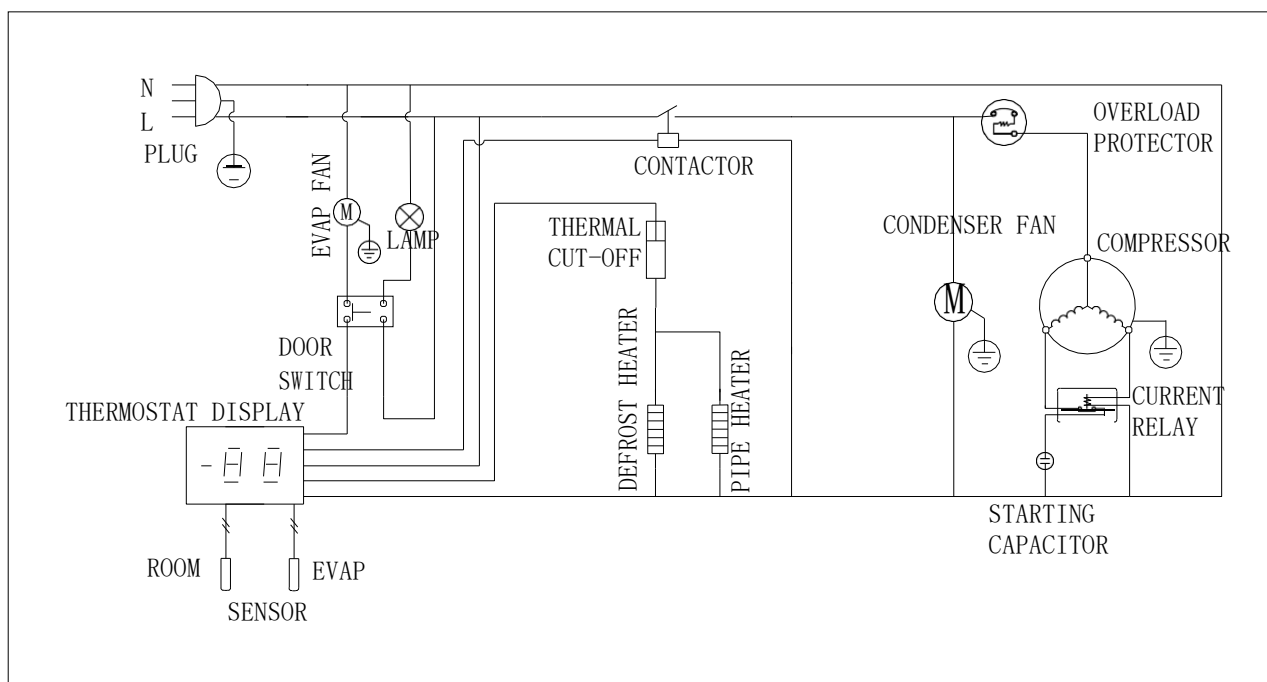 N
L
PLUG
EVAP FAN
M
LAMP
DOOR
SWITCH
THERMOSTAT DISPLAY
ROOM
EVAP
SENSOR
CONTACTOR
THERMAL
CUT-OFF
DEFROST HEATER
PIPE HEATER
CONDENSER FAN
M
OVERLOAD
PROTECTOR
COMPRESSOR
CURRENT
RELAY
STARTING
CAPACITOR